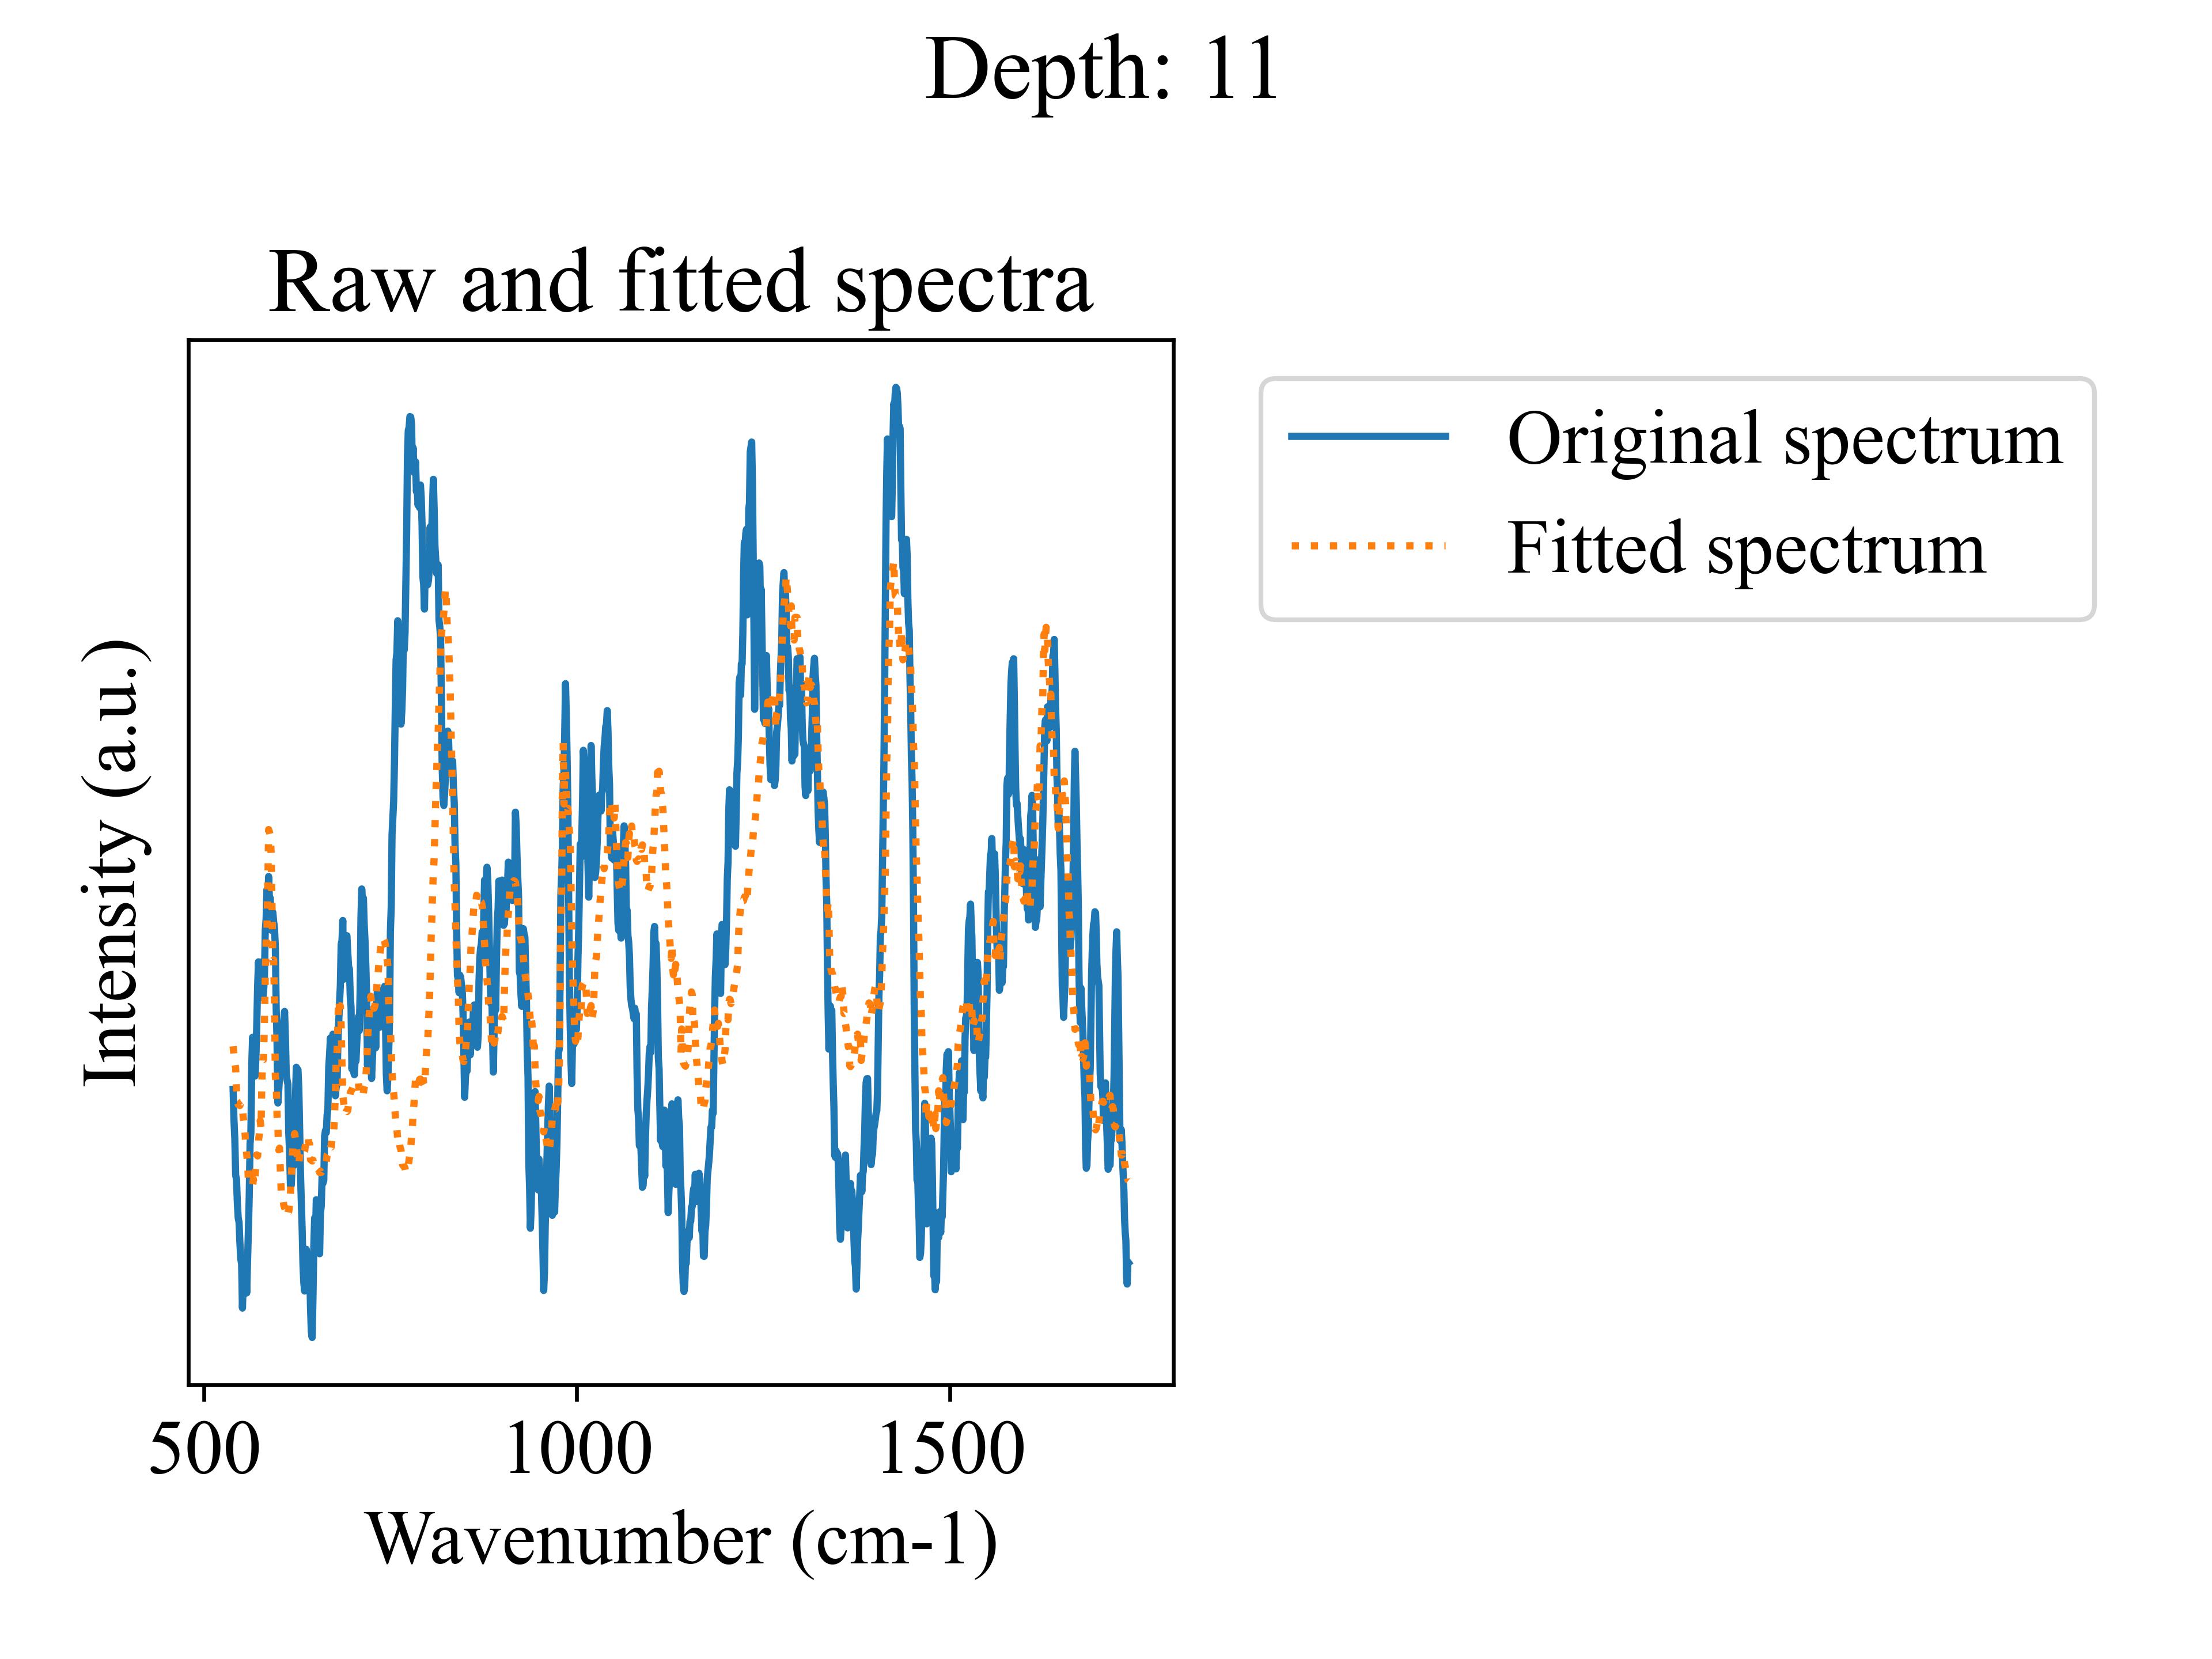 Depth: 11
Raw and fitted spectra
Original spectrum
Fitted spectrum
Intensity (a.u.)
500 1000 1500
Wavenumber (cm-1)